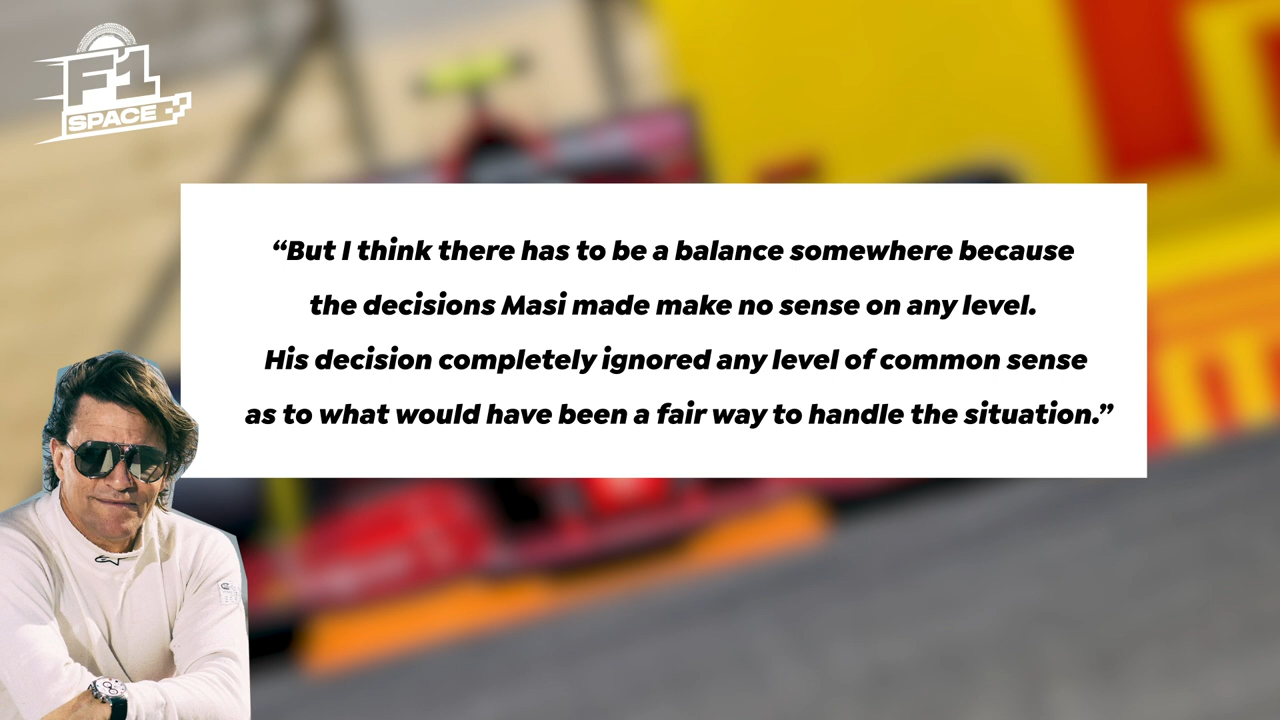 F1
SPACE
“But I think there has to be a balance somewhere because
the decisions Masi made make no sense on any level.
His decision completely ignored any level of common sense
as to what would have been a fair way to handle the situation.”